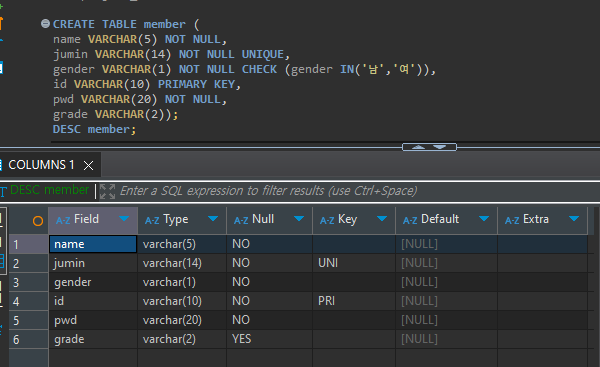 CREATE TABLE member (
name VARCHAR(5) NOT NULL,
jumin VARCHAR(14) NOT NULL UNIQUE,
gender VARCHAR(1) NOT NULL CHECK (gender IN('남','여')),
id VARCHAR(10) PRIMARY KEY,
pwd VARCHAR(20) NOT NULL,
grade VARCHAR(2));
DESC member;
COLUMNS 1
DESC member Enter a SQL expression to filter results (use Ctrl+Space)
A-Z Field A-Z Type A-Z Null A-Z Key A-Z Default A-Z Extra
1 name varchar(5) NO [NULL]
2 jumin varchar(14) NO UNI [NULL]
3 gender varchar(1) NO [NULL]
4 id varchar(10) NO PRI [NULL]
5 pwd varchar(20) NO [NULL]
6 grade varchar(2) YES [NULL]